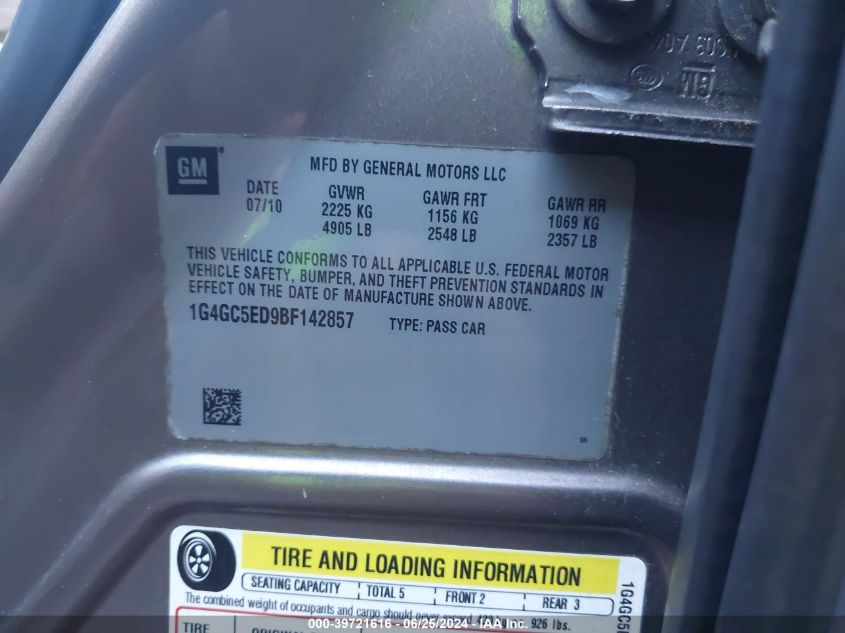 GM
MFD BY GENERAL MOTORS LLC
DATE GVWR GAWR FRT GAWR RR
07/10 2225 KG 1156 KG 1069 KG
4905 LB 2548 LB 2357 LB
THIS VEHICLE CONFORMS TO ALL APPLICABLE U.S. FEDERAL MOTOR
VEHICLE SAFETY, BUMPER, AND THEFT PREVENTION STANDARDS IN
EFFECT ON THE DATE OF MANUFACTURE SHOWN ABOVE.
1G4GC5ED9BF142857 TYPE: PASS CAR
TIRE AND LOADING INFORMATION
SEATING CAPACITY TOTAL 5 FRONT 2 REAR 3
The combined weight of occupants and cargo should never 926 lbs.
TIRE
1G4GC5
CONE - 39721616 - 06/25/2024 - IAA Inc.